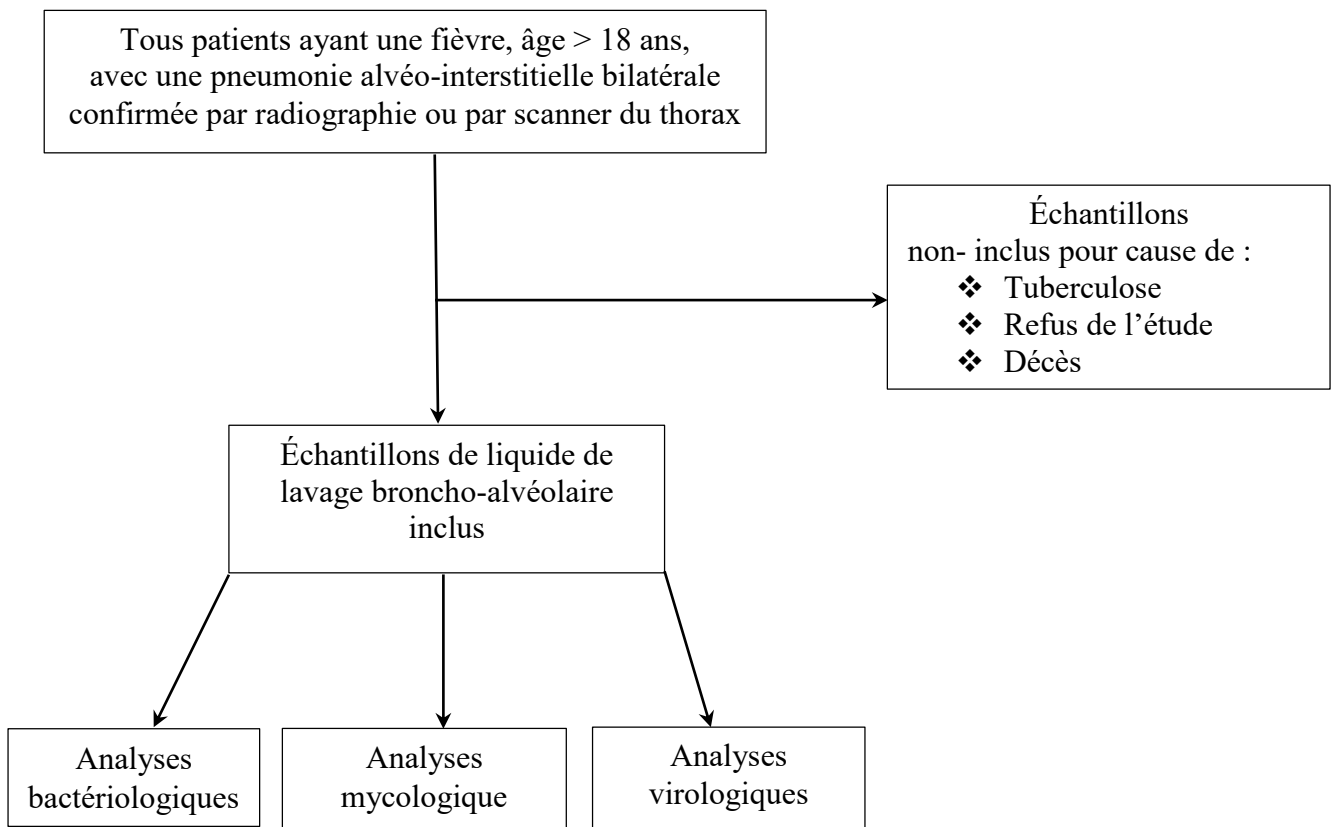 Tous patients ayant une fièvre, âge > 18 ans,
avec une pneumonie alvéo-interstitielle bilatérale
confirmée par radiographie ou par scanner du thorax
Échantillons
non- inclus pour cause de :
❖ Tuberculose
❖ Refus de l’étude
❖ Décès
Échantillons de liquide de
lavage broncho-alvéolaire
inclus
Analyses
bactériologiques
Analyses
mycologique
Analyses
virologiques